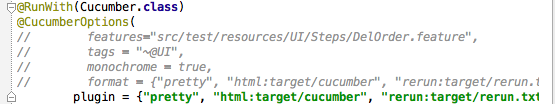 @RunWith(Cucumber.class)
@CucumberOptions(
// features="src/test/resources/UI/Steps/DelOrder.feature",
// tags = "~@UI",
// monochrome = true,
// format = {"pretty", "html:target/cucumber", "rerun:target/rerun.t
plugin = {"pretty", "html:target/cucumber", "rerun:target/rerun.txt